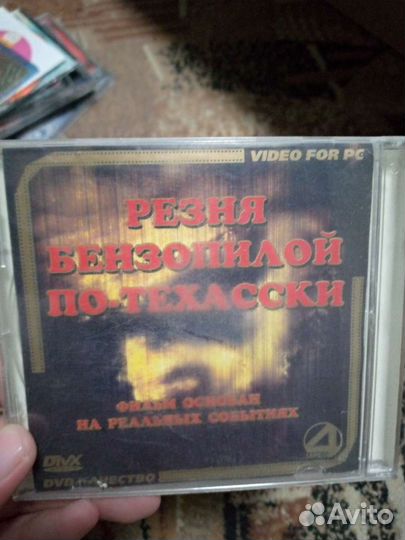 VIDEO FOR PC
РЕЗНЯ
БЕНЗОПИЛОЙ
ПО-ТЕХАССКИ
ФИЛЬМ ОСНОВАН
НА РЕАЛЬНЫХ СОБЫТИЯХ
DIVX
DVD КАЧЕСТВО
Avito